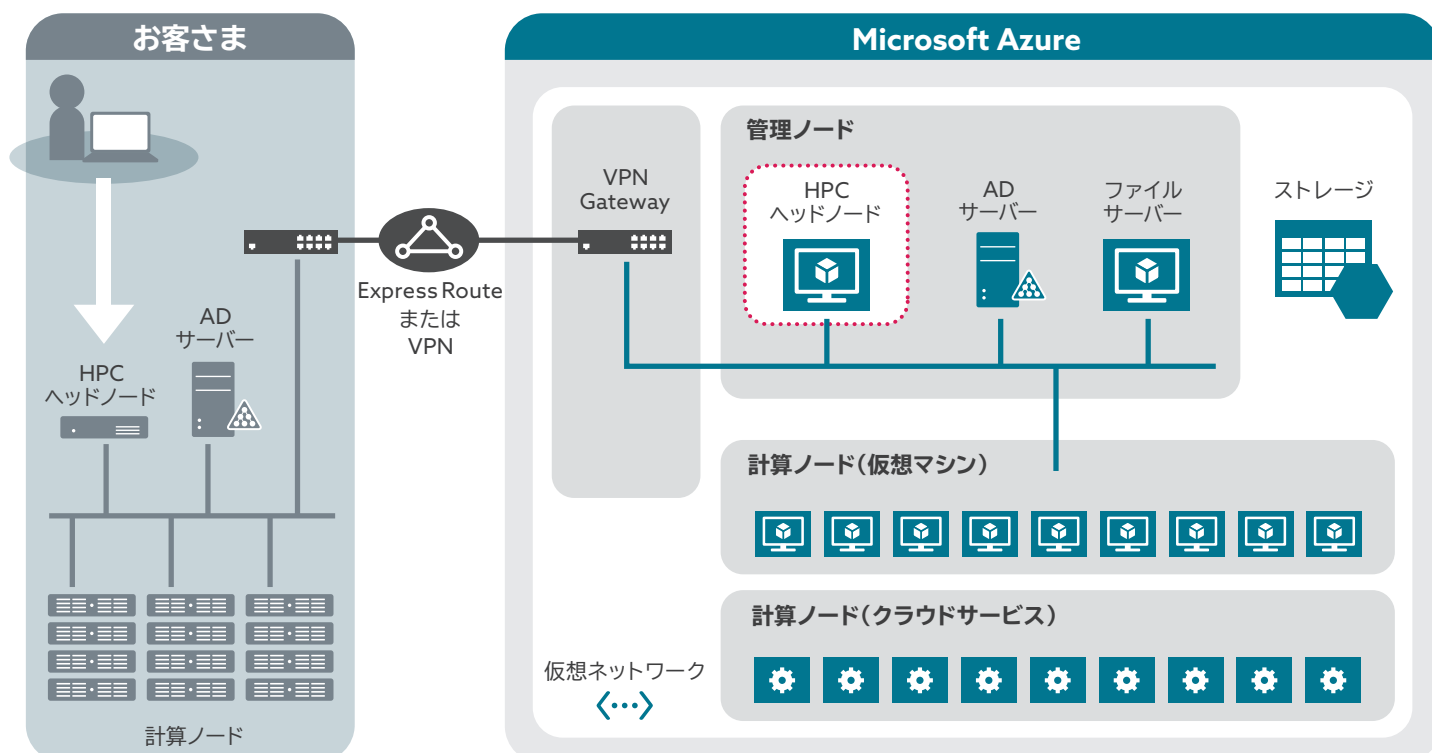 お客さま
Microsoft Azure
管理ノード
VPN
Gateway
HPC
ヘッドノード
AD
サーバー
ファイル
サーバー
ストレージ
Express Route
または
VPN
AD
サーバー
HPC
ヘッドノード
計算ノード(仮想マシン)
計算ノード(クラウドサービス)
仮想ネットワーク
計算ノード